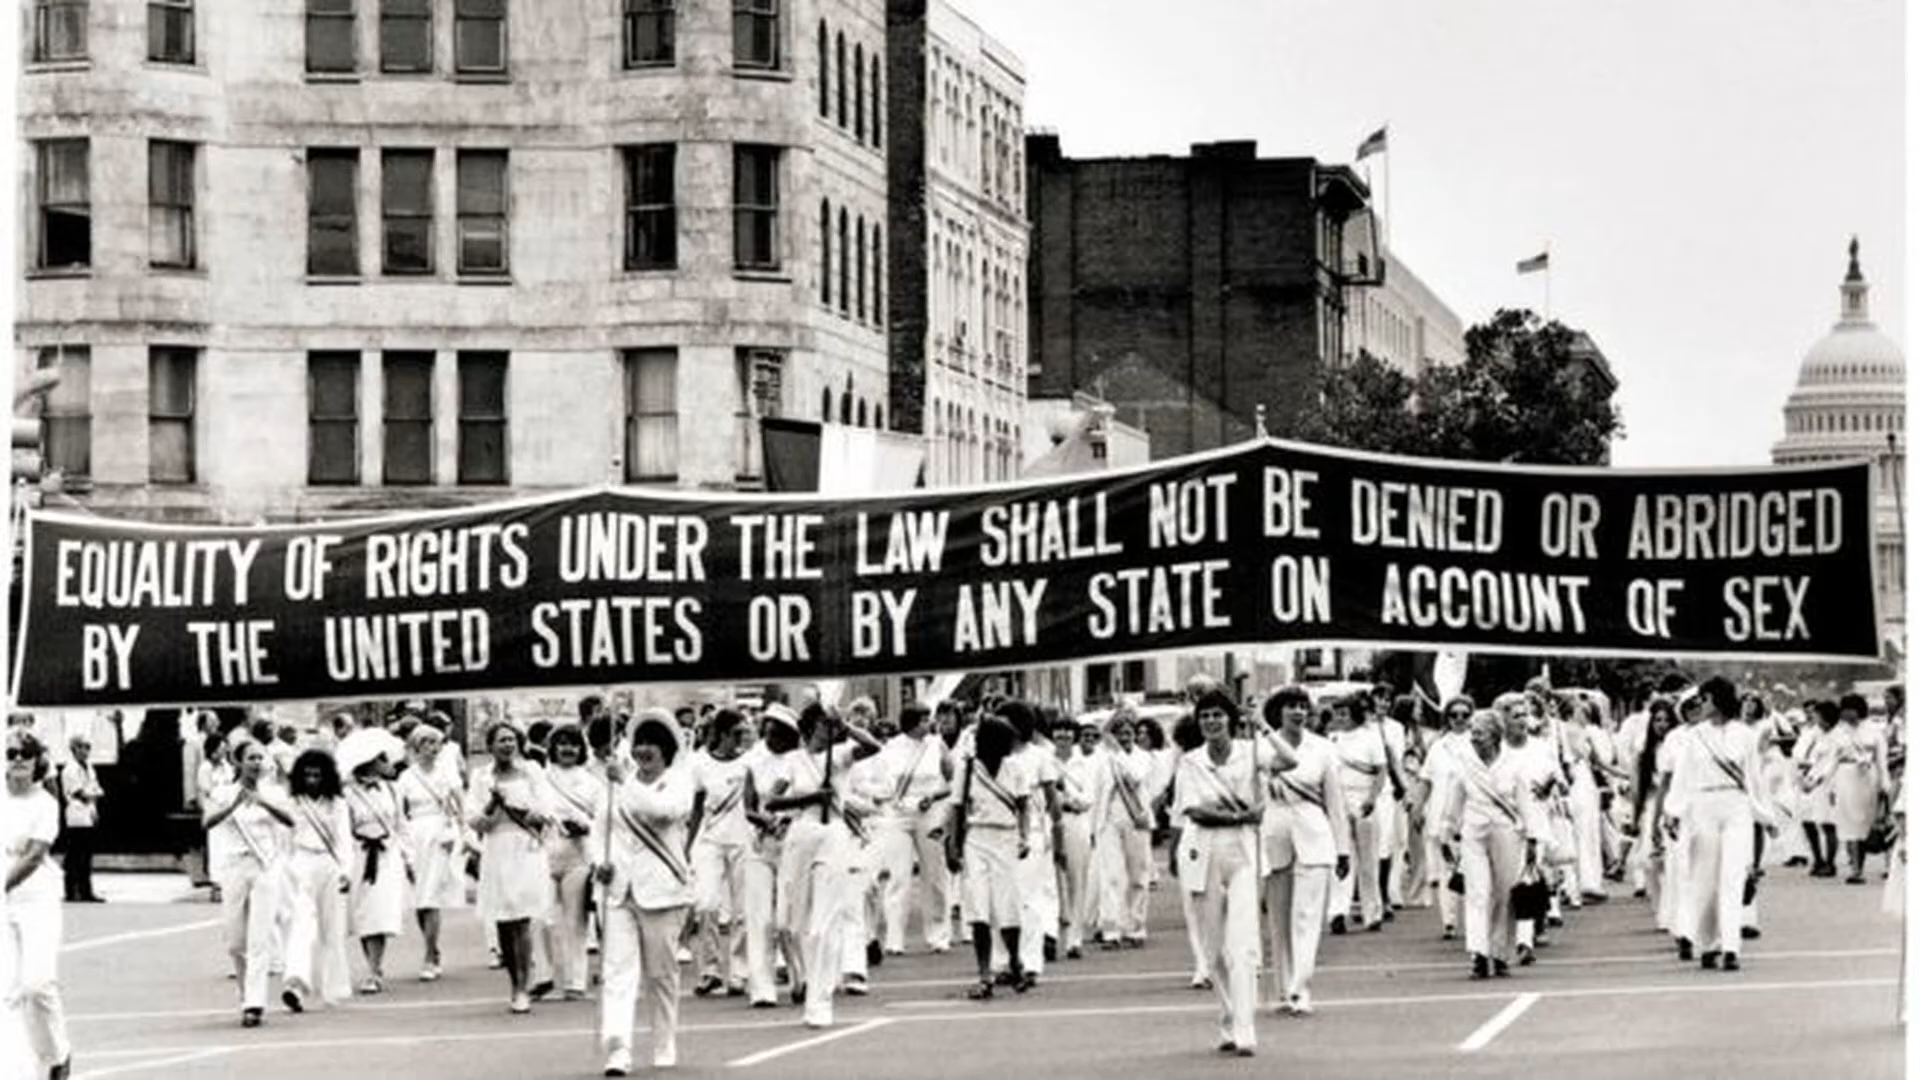 EQUALITY OF RIGHTS UNDER THE LAW SHALL NOT BE DENIED OR ABRIDGED
BY THE UNITED STATES OR BY ANY STATE ON ACCOUNT OF SEX